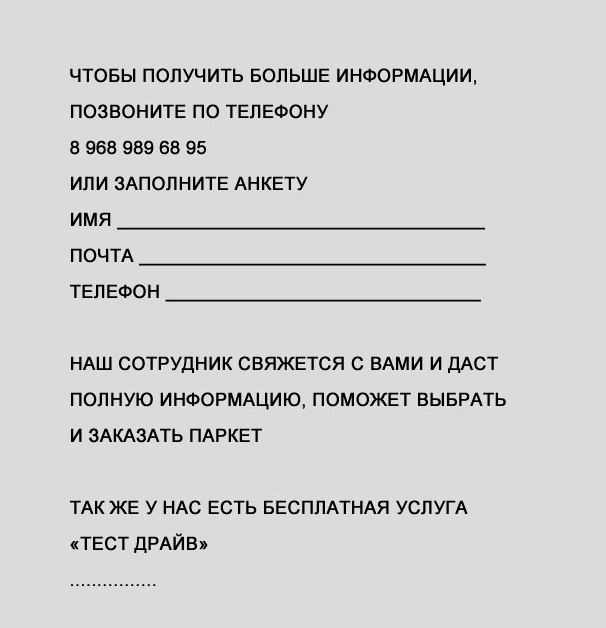 ЧТОБЫ ПОЛУЧИТЬ БОЛЬШЕ ИНФОРМАЦИИ,
ПОЗВОНИТЕ ПО ТЕЛЕФОНУ
8 968 989 68 95
ИЛИ ЗАПОЛНИТЕ АНКЕТУ
ИМЯ ___________________________________
ПОЧТА _________________________________
ТЕЛЕФОН ______________________________
НАШ СОТРУДНИК СВЯЖЕТСЯ С ВАМИ И ДАСТ
ПОЛНУЮ ИНФОРМАЦИЮ, ПОМОЖЕТ ВЫБРАТЬ
И ЗАКАЗАТЬ ПАРКЕТ
ТАК ЖЕ У НАС ЕСТЬ БЕСПЛАТНАЯ УСЛУГА
«ТЕСТ ДРАЙВ»
................